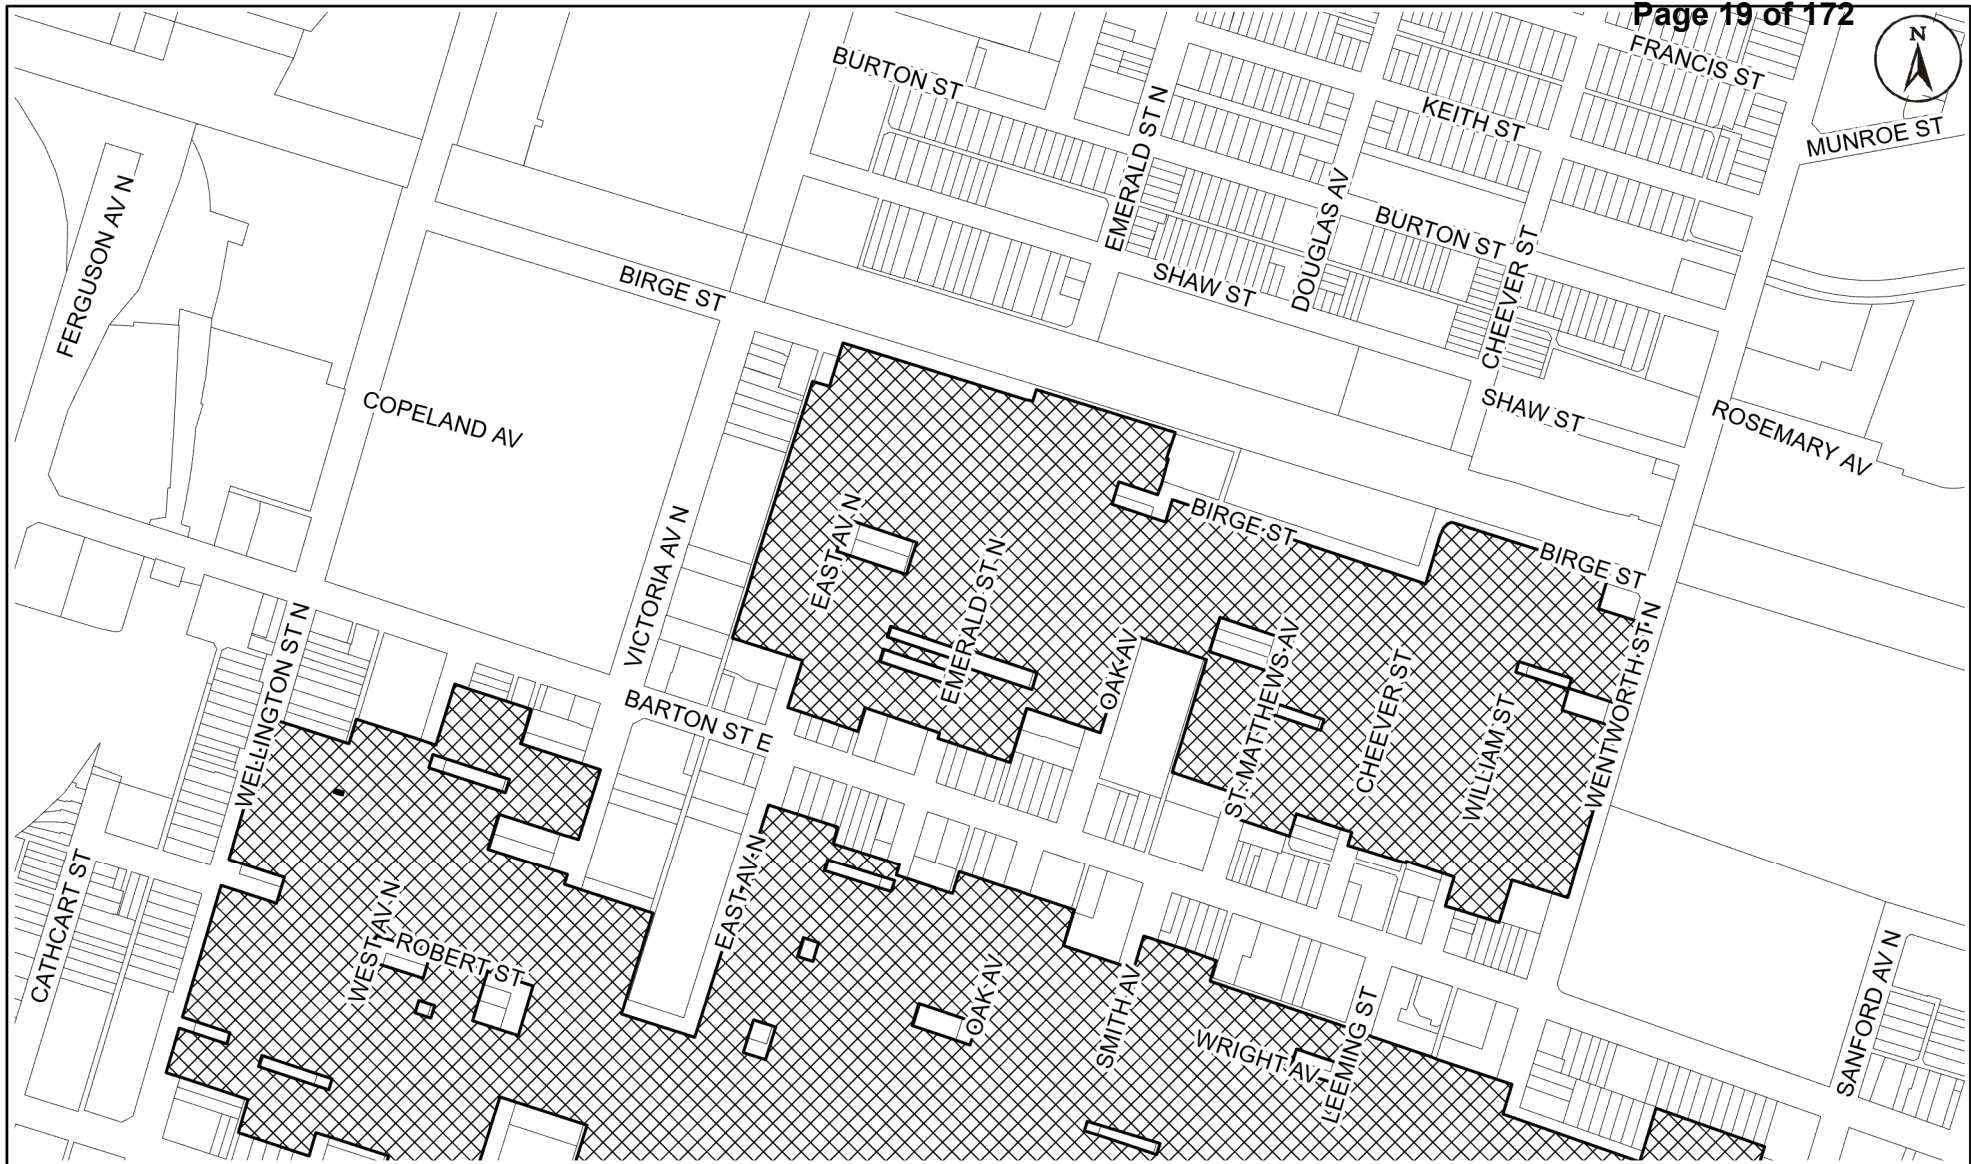 Page 19 of 172
N
FRANCIS ST
BURTON ST
KEITH ST
MUNROE ST
EMERALD ST N
FERGUSON AV N
DOUGLAS AV
BURTON ST
CHEEVER ST
SHAW ST
BIRGE ST
COPELAND AV
SHAW ST
ROSEMARY AV
EAST AV N
BIRGE ST
BIRGE ST
VICTORIA AV N
EMERALD ST N
OAK AV
ST. MATTHEWS AV
CHEEVER ST
WILLIAM ST
WENTWORTH ST N
WELLINGTON ST N
BARTON ST E
CATHCART ST
WEST AV N
ROBERT ST
EAST AV N
OAK AV
SMITH AV
WRIGHT AV
LEEMING ST
SANFORD AV N